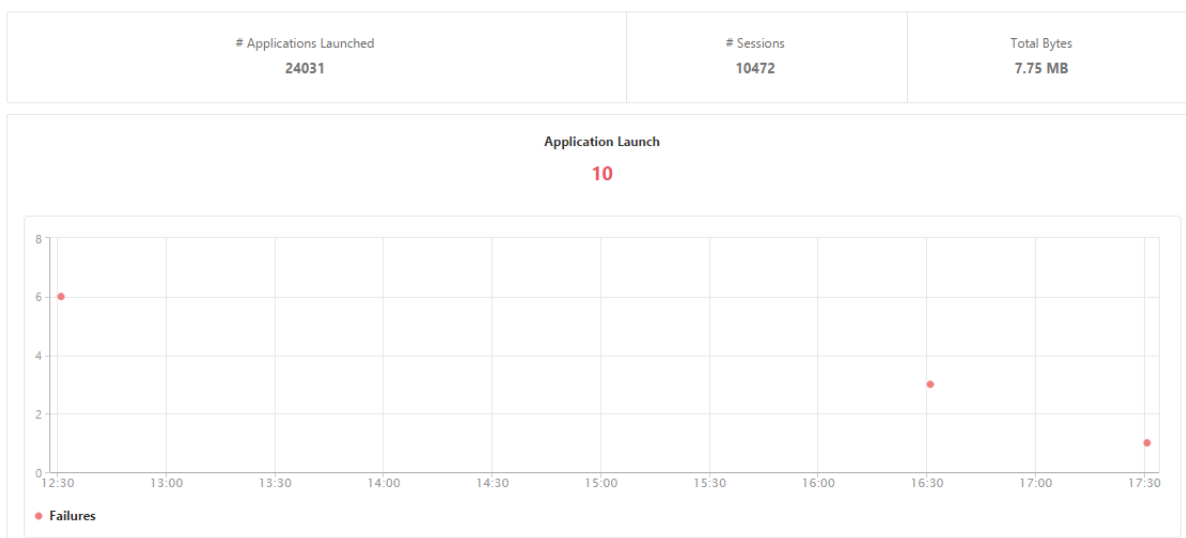 # Applications Launched # Sessions Total Bytes
24031 10472 7.75 MB
Application Launch
10
8
6
4
2
0
12:30 13:00 13:30 14:00 14:30 15:00 15:30 16:00 16:30 17:00 17:30
Failures